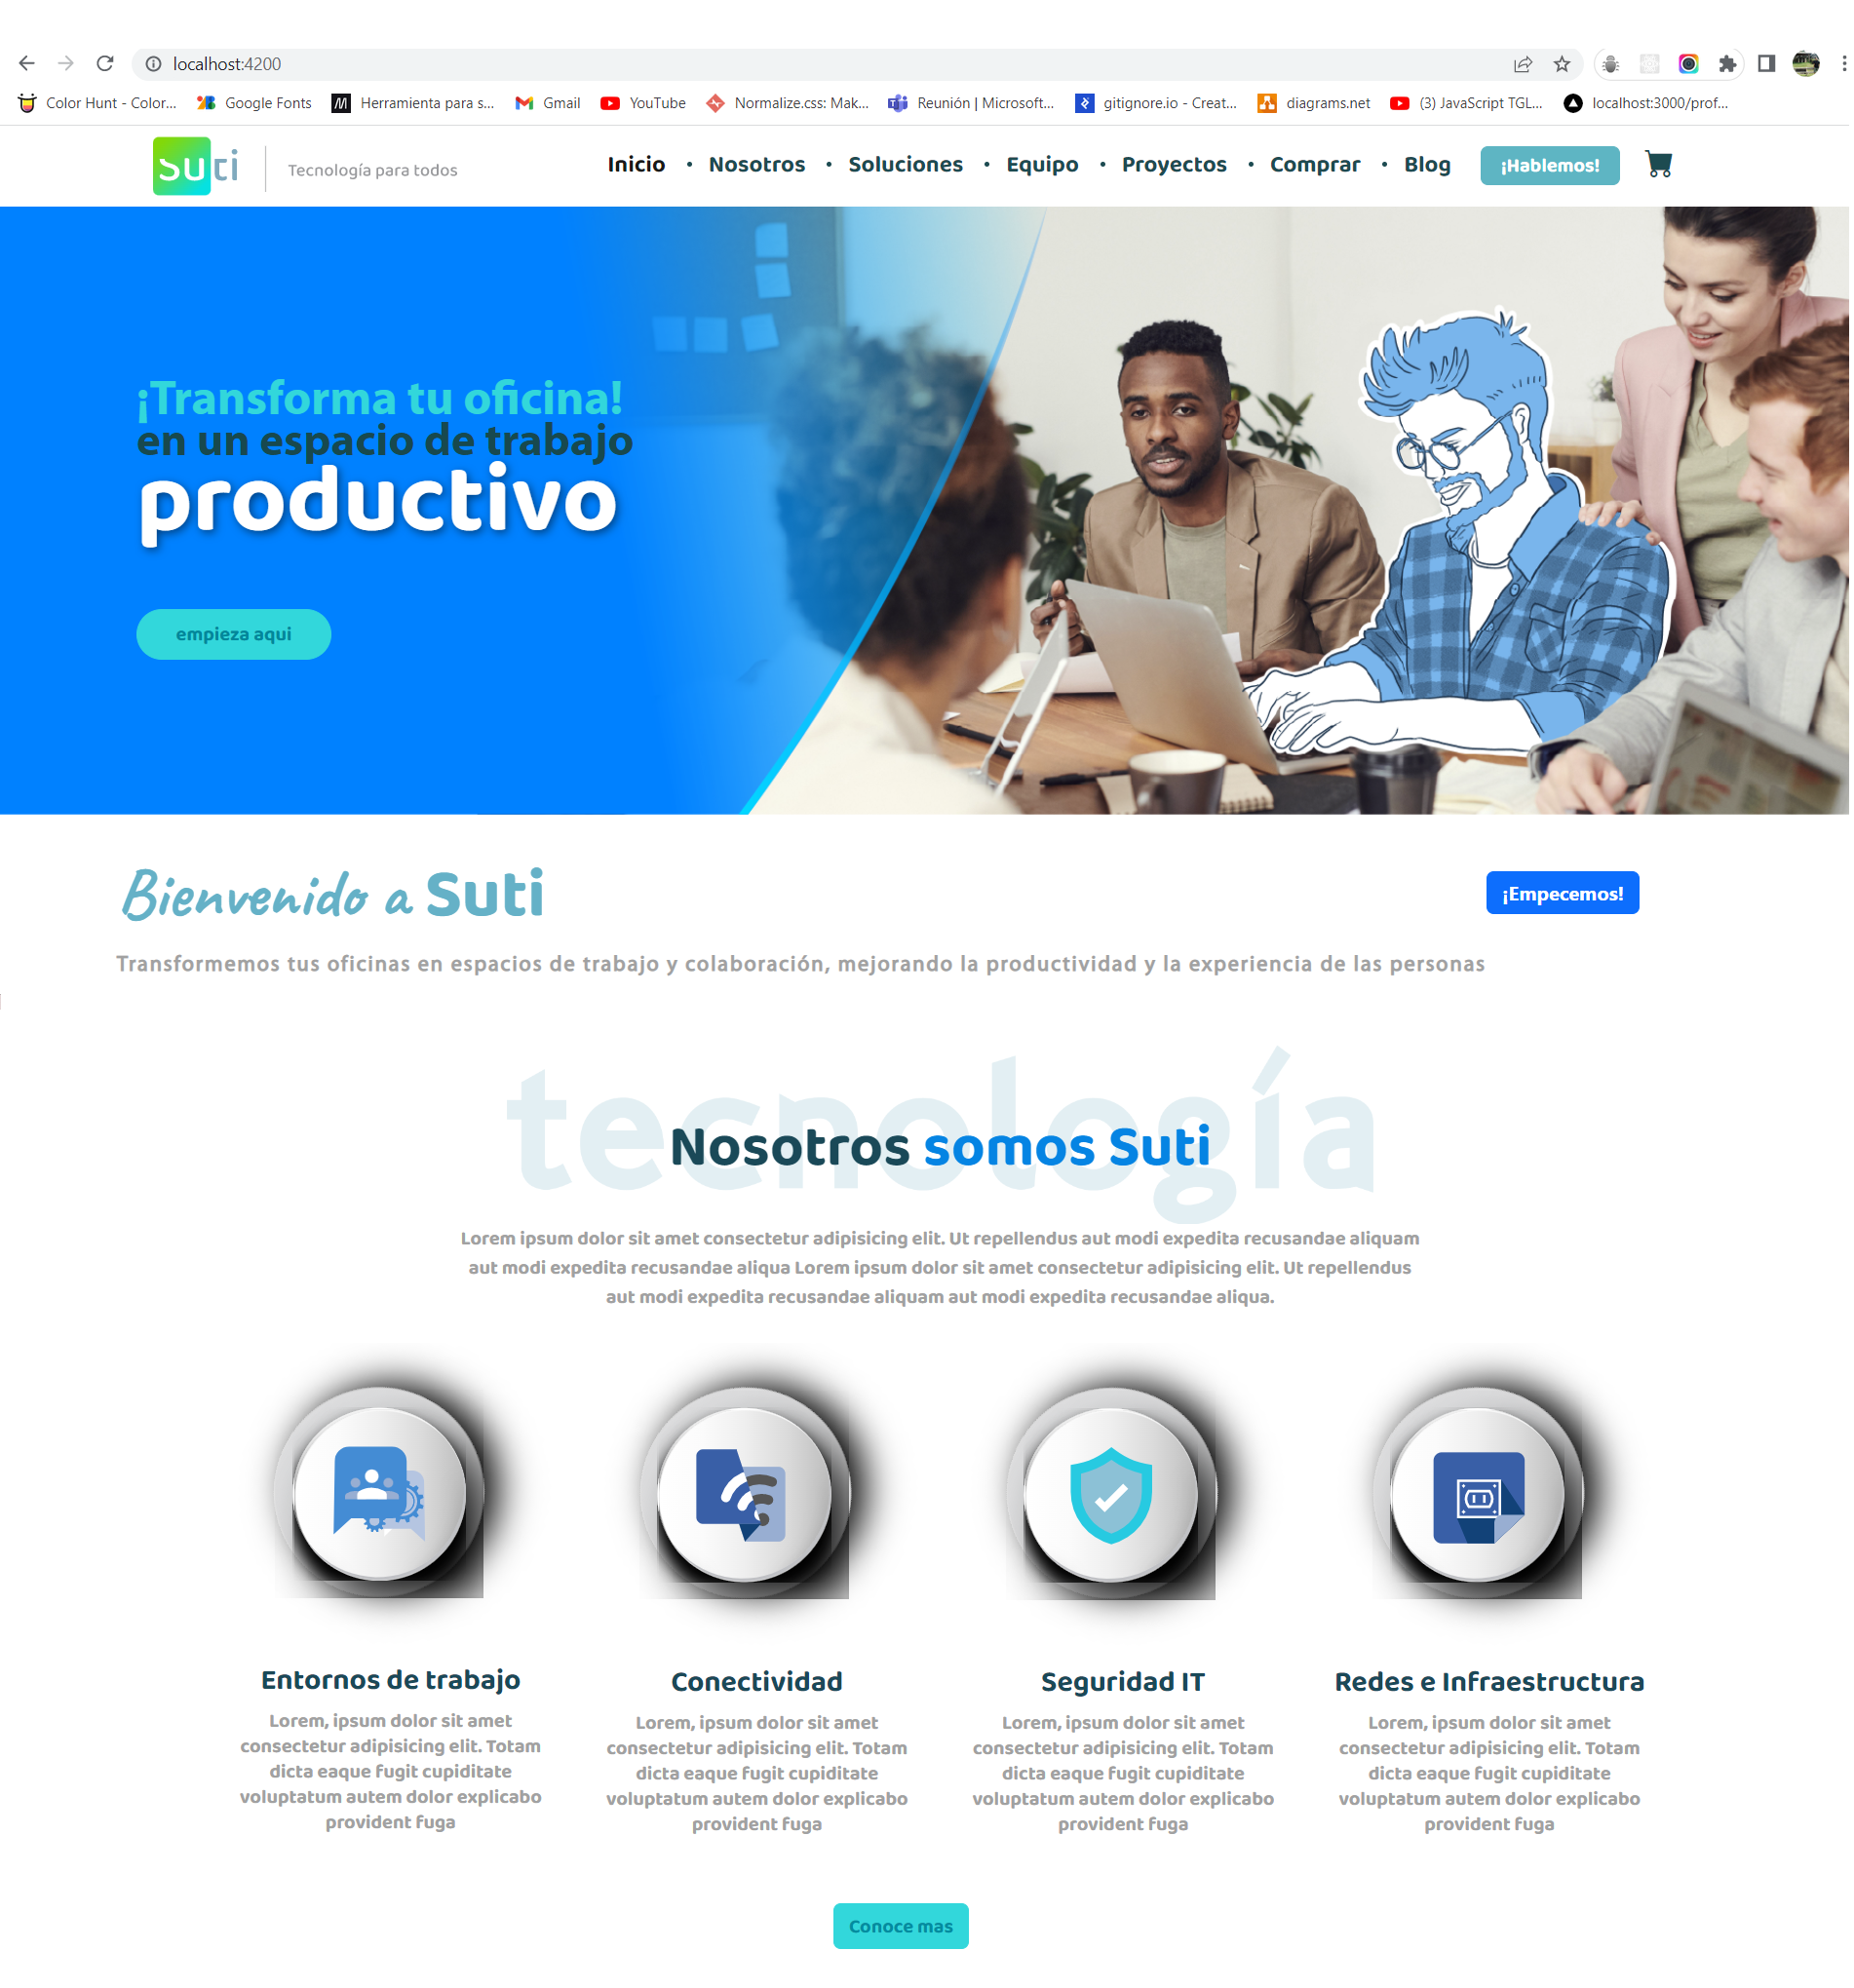 localhost:4200
Color Hunt - Color... Google Fonts Herramienta para s... Gmail YouTube Normalize.css: Mak... Reunión | Microsoft... gitignore.io - Creat... diagrams.net (3) JavaScript TGL... localhost:3000/prof...
suti Tecnología para todos Inicio • Nosotros • Soluciones • Equipo • Proyectos • Comprar • Blog ¡Hablemos!
¡Transforma tu oficina!
en un espacio de trabajo
productivo
empieza aqui
Bienvenido a Suti ¡Empecemos!
Transformemos tus oficinas en espacios de trabajo y colaboración, mejorando la productividad y la experiencia de las personas
tecnología
Nosotros somos Suti
Lorem ipsum dolor sit amet consectetur adipisicing elit. Ut repellendus aut modi expedita recusandae aliquam
aut modi expedita recusandae aliqua Lorem ipsum dolor sit amet consectetur adipisicing elit. Ut repellendus
aut modi expedita recusandae aliquam aut modi expedita recusandae aliqua.
Entornos de trabajo
Lorem, ipsum dolor sit amet
consectetur adipisicing elit. Totam
dicta eaque fugit cupiditate
voluptatum autem dolor explicabo
provident fuga
Conectividad
Lorem, ipsum dolor sit amet
consectetur adipisicing elit. Totam
dicta eaque fugit cupiditate
voluptatum autem dolor explicabo
provident fuga
Seguridad IT
Lorem, ipsum dolor sit amet
consectetur adipisicing elit. Totam
dicta eaque fugit cupiditate
voluptatum autem dolor explicabo
provident fuga
Redes e Infraestructura
Lorem, ipsum dolor sit amet
consectetur adipisicing elit. Totam
dicta eaque fugit cupiditate
voluptatum autem dolor explicabo
provident fuga
Conoce mas